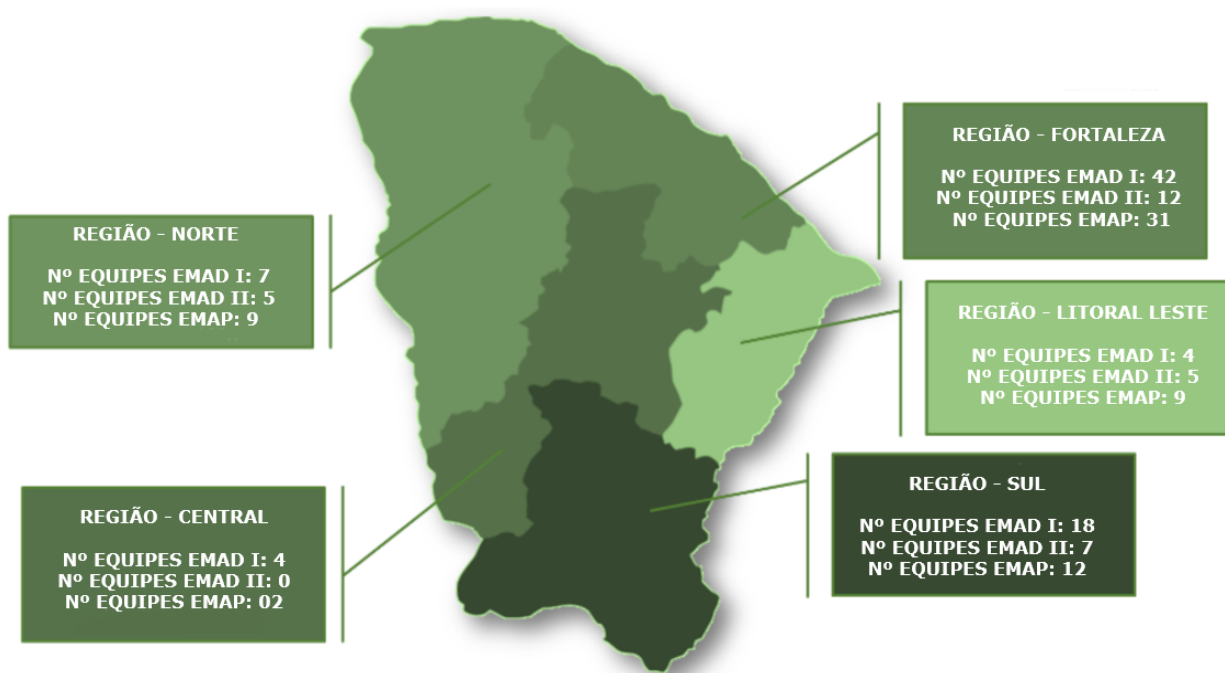 REGIÃO - FORTALEZA
Nº EQUIPES EMAD I: 42
Nº EQUIPES EMAD II: 12
Nº EQUIPES EMAP: 31
REGIÃO - NORTE
Nº EQUIPES EMAD I: 7
Nº EQUIPES EMAD II: 5
Nº EQUIPES EMAP: 9
REGIÃO - LITORAL LESTE
Nº EQUIPES EMAD I: 4
Nº EQUIPES EMAD II: 5
Nº EQUIPES EMAP: 9
REGIÃO - CENTRAL
Nº EQUIPES EMAD I: 4
Nº EQUIPES EMAD II: 0
Nº EQUIPES EMAP: 02
REGIÃO - SUL
Nº EQUIPES EMAD I: 18
Nº EQUIPES EMAD II: 7
Nº EQUIPES EMAP: 12